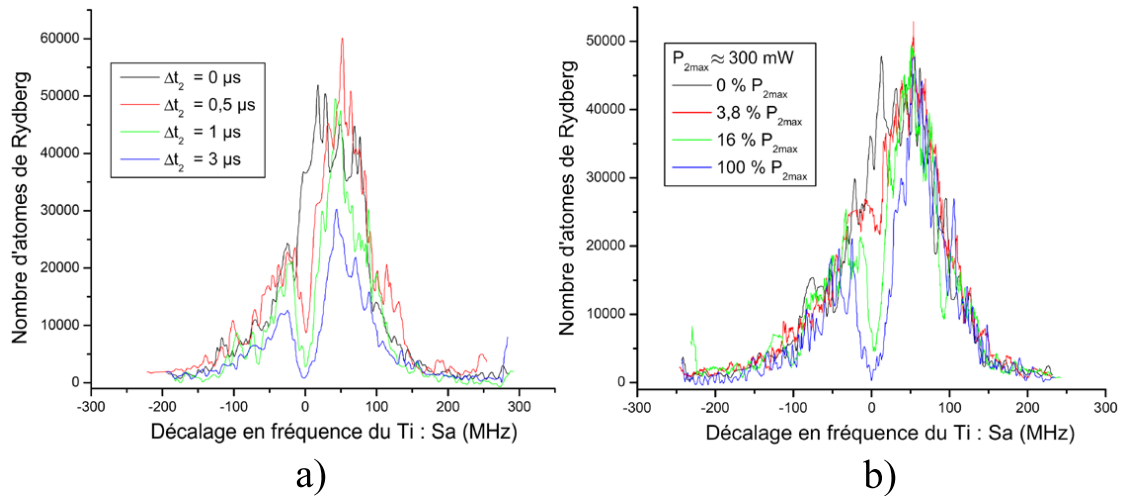 Nombre d'atomes de Rydberg
60000
50000
40000
30000
20000
10000
0
Δt2 = 0 µs
Δt2 = 0,5 µs
Δt2 = 1 µs
Δt2 = 3 µs
-300 -200 -100 0 100 200 300
Décalage en fréquence du Ti : Sa (MHz)
a)
Nombre d'atomes de Rydberg
50000
40000
30000
20000
10000
0
P2max ≈ 300 mW
0 % P2max
3,8 % P2max
16 % P2max
100 % P2max
-300 -200 -100 0 100 200 300
Décalage en fréquence du Ti : Sa (MHz)
b)